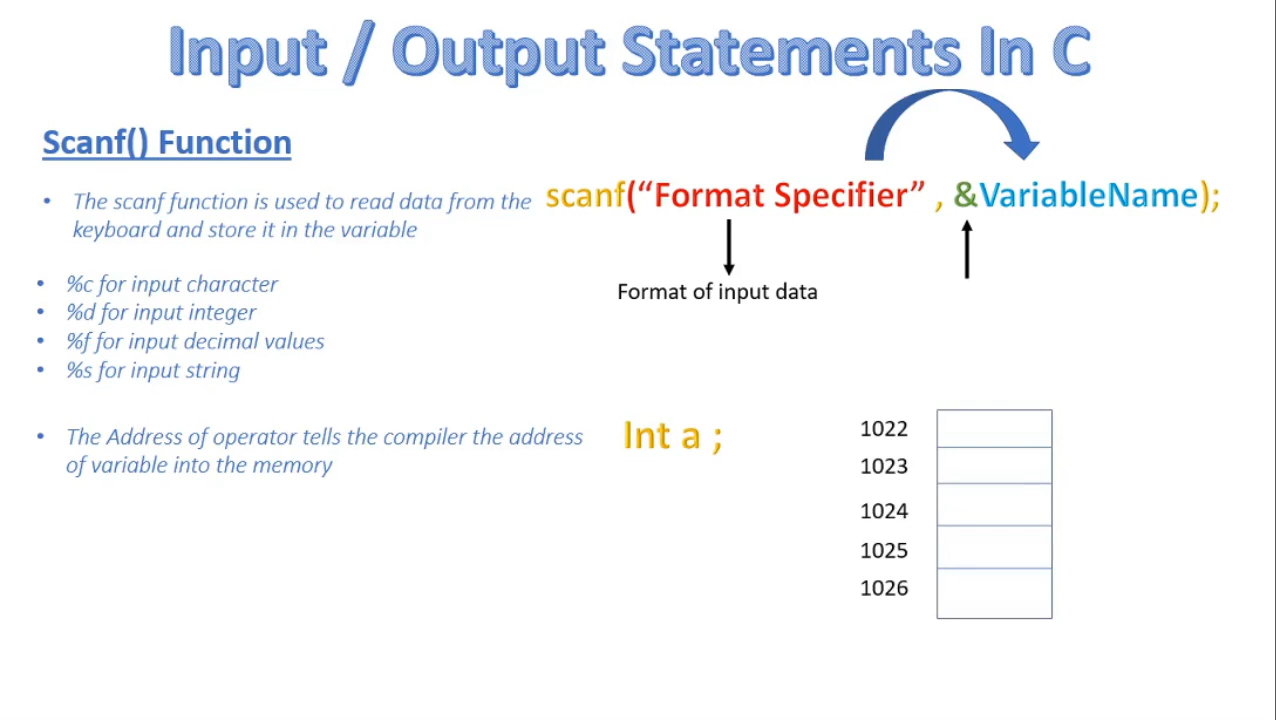 Input / Output Statements In C
Scanf() Function
• The scanf function is used to read data from the
keyboard and store it in the variable
scanf(“Format Specifier” , &VariableName);
Format of input data
• %c for input character
• %d for input integer
• %f for input decimal values
• %s for input string
• The Address of operator tells the compiler the address
of variable into the memory
Int a ;
1022
1023
1024
1025
1026